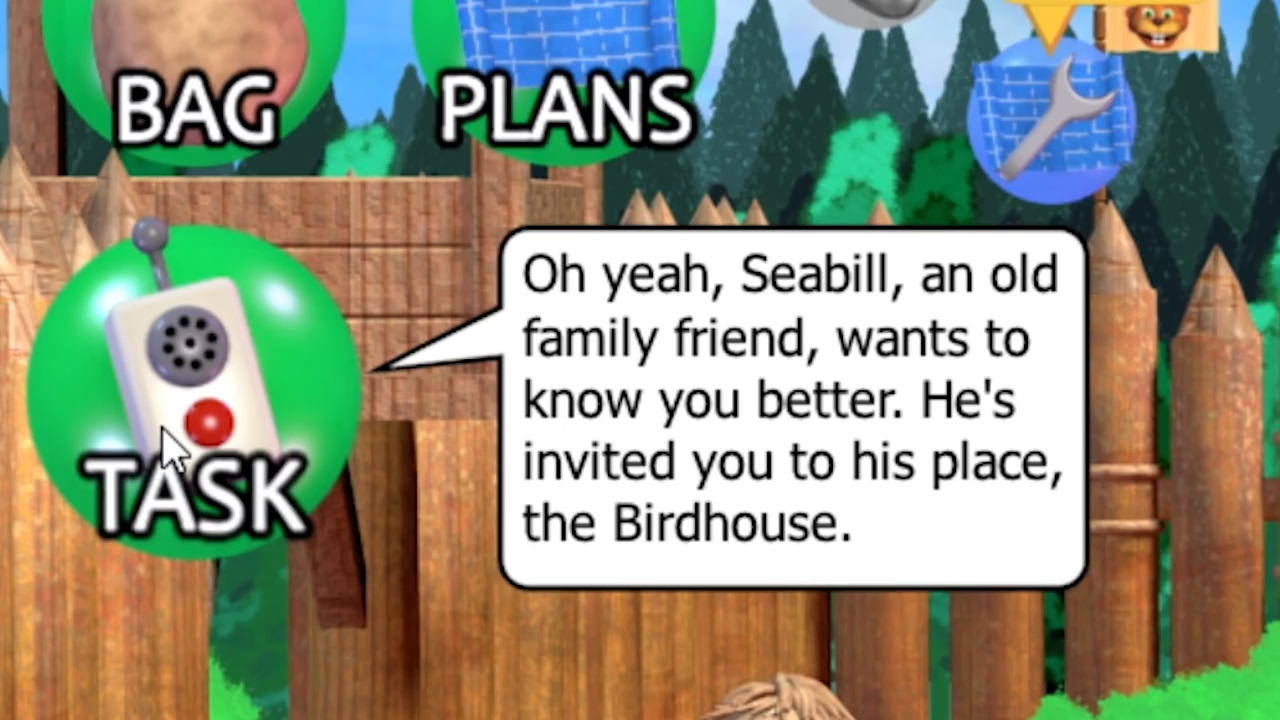 BAG
PLANS
TASK
Oh yeah, Seabill, an old
family friend, wants to
know you better. He's
invited you to his place,
the Birdhouse.